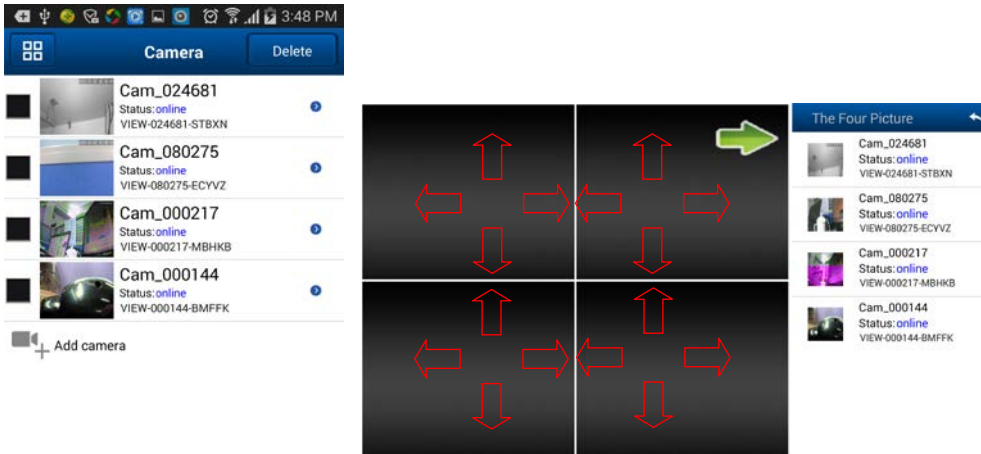 3:48 PM
Camera
Delete
Cam_024681
Status:online
VIEW-024681-STBXN
Cam_080275
Status:online
VIEW-080275-ECYVZ
Cam_000217
Status:online
VIEW-000217-MBHKB
Cam_000144
Status:online
VIEW-000144-BMFFK
Add camera
The Four Picture
Cam_024681
Status:online
VIEW-024681-STBXN
Cam_080275
Status:online
VIEW-080275-ECYVZ
Cam_000217
Status:online
VIEW-000217-MBHKB
Cam_000144
Status:online
VIEW-000144-BMFFK